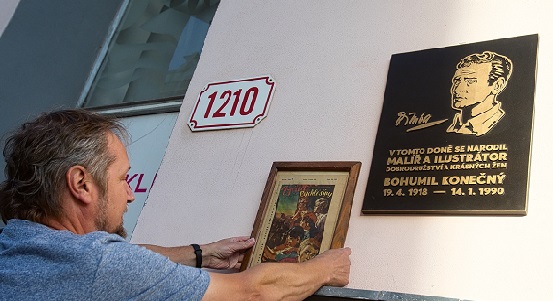 1210
Bimba
V TOMTO DOMĚ SE NARODIL
MALÍŘ A ILUSTRÁTOR
DOBRODRUŽSTVÍ A KRÁSNÝCH ŽEN
BOHUMIL KONEČNÝ
19. 4. 1918 — 14. 1. 1990
KL